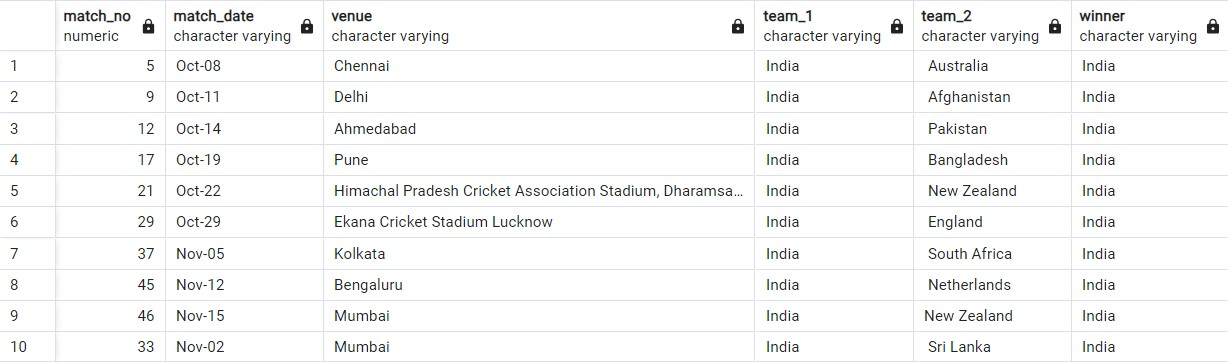 match_no match_date venue team_1 team_2 winner
numeric character varying character varying character varying character varying character varying
1 5 Oct-08 Chennai India Australia India
2 9 Oct-11 Delhi India Afghanistan India
3 12 Oct-14 Ahmedabad India Pakistan India
4 17 Oct-19 Pune India Bangladesh India
5 21 Oct-22 Himachal Pradesh Cricket Association Stadium, Dharamsa... India New Zealand India
6 29 Oct-29 Ekana Cricket Stadium Lucknow India England India
7 37 Nov-05 Kolkata India South Africa India
8 45 Nov-12 Bengaluru India Netherlands India
9 46 Nov-15 Mumbai India New Zealand India
10 33 Nov-02 Mumbai India Sri Lanka India